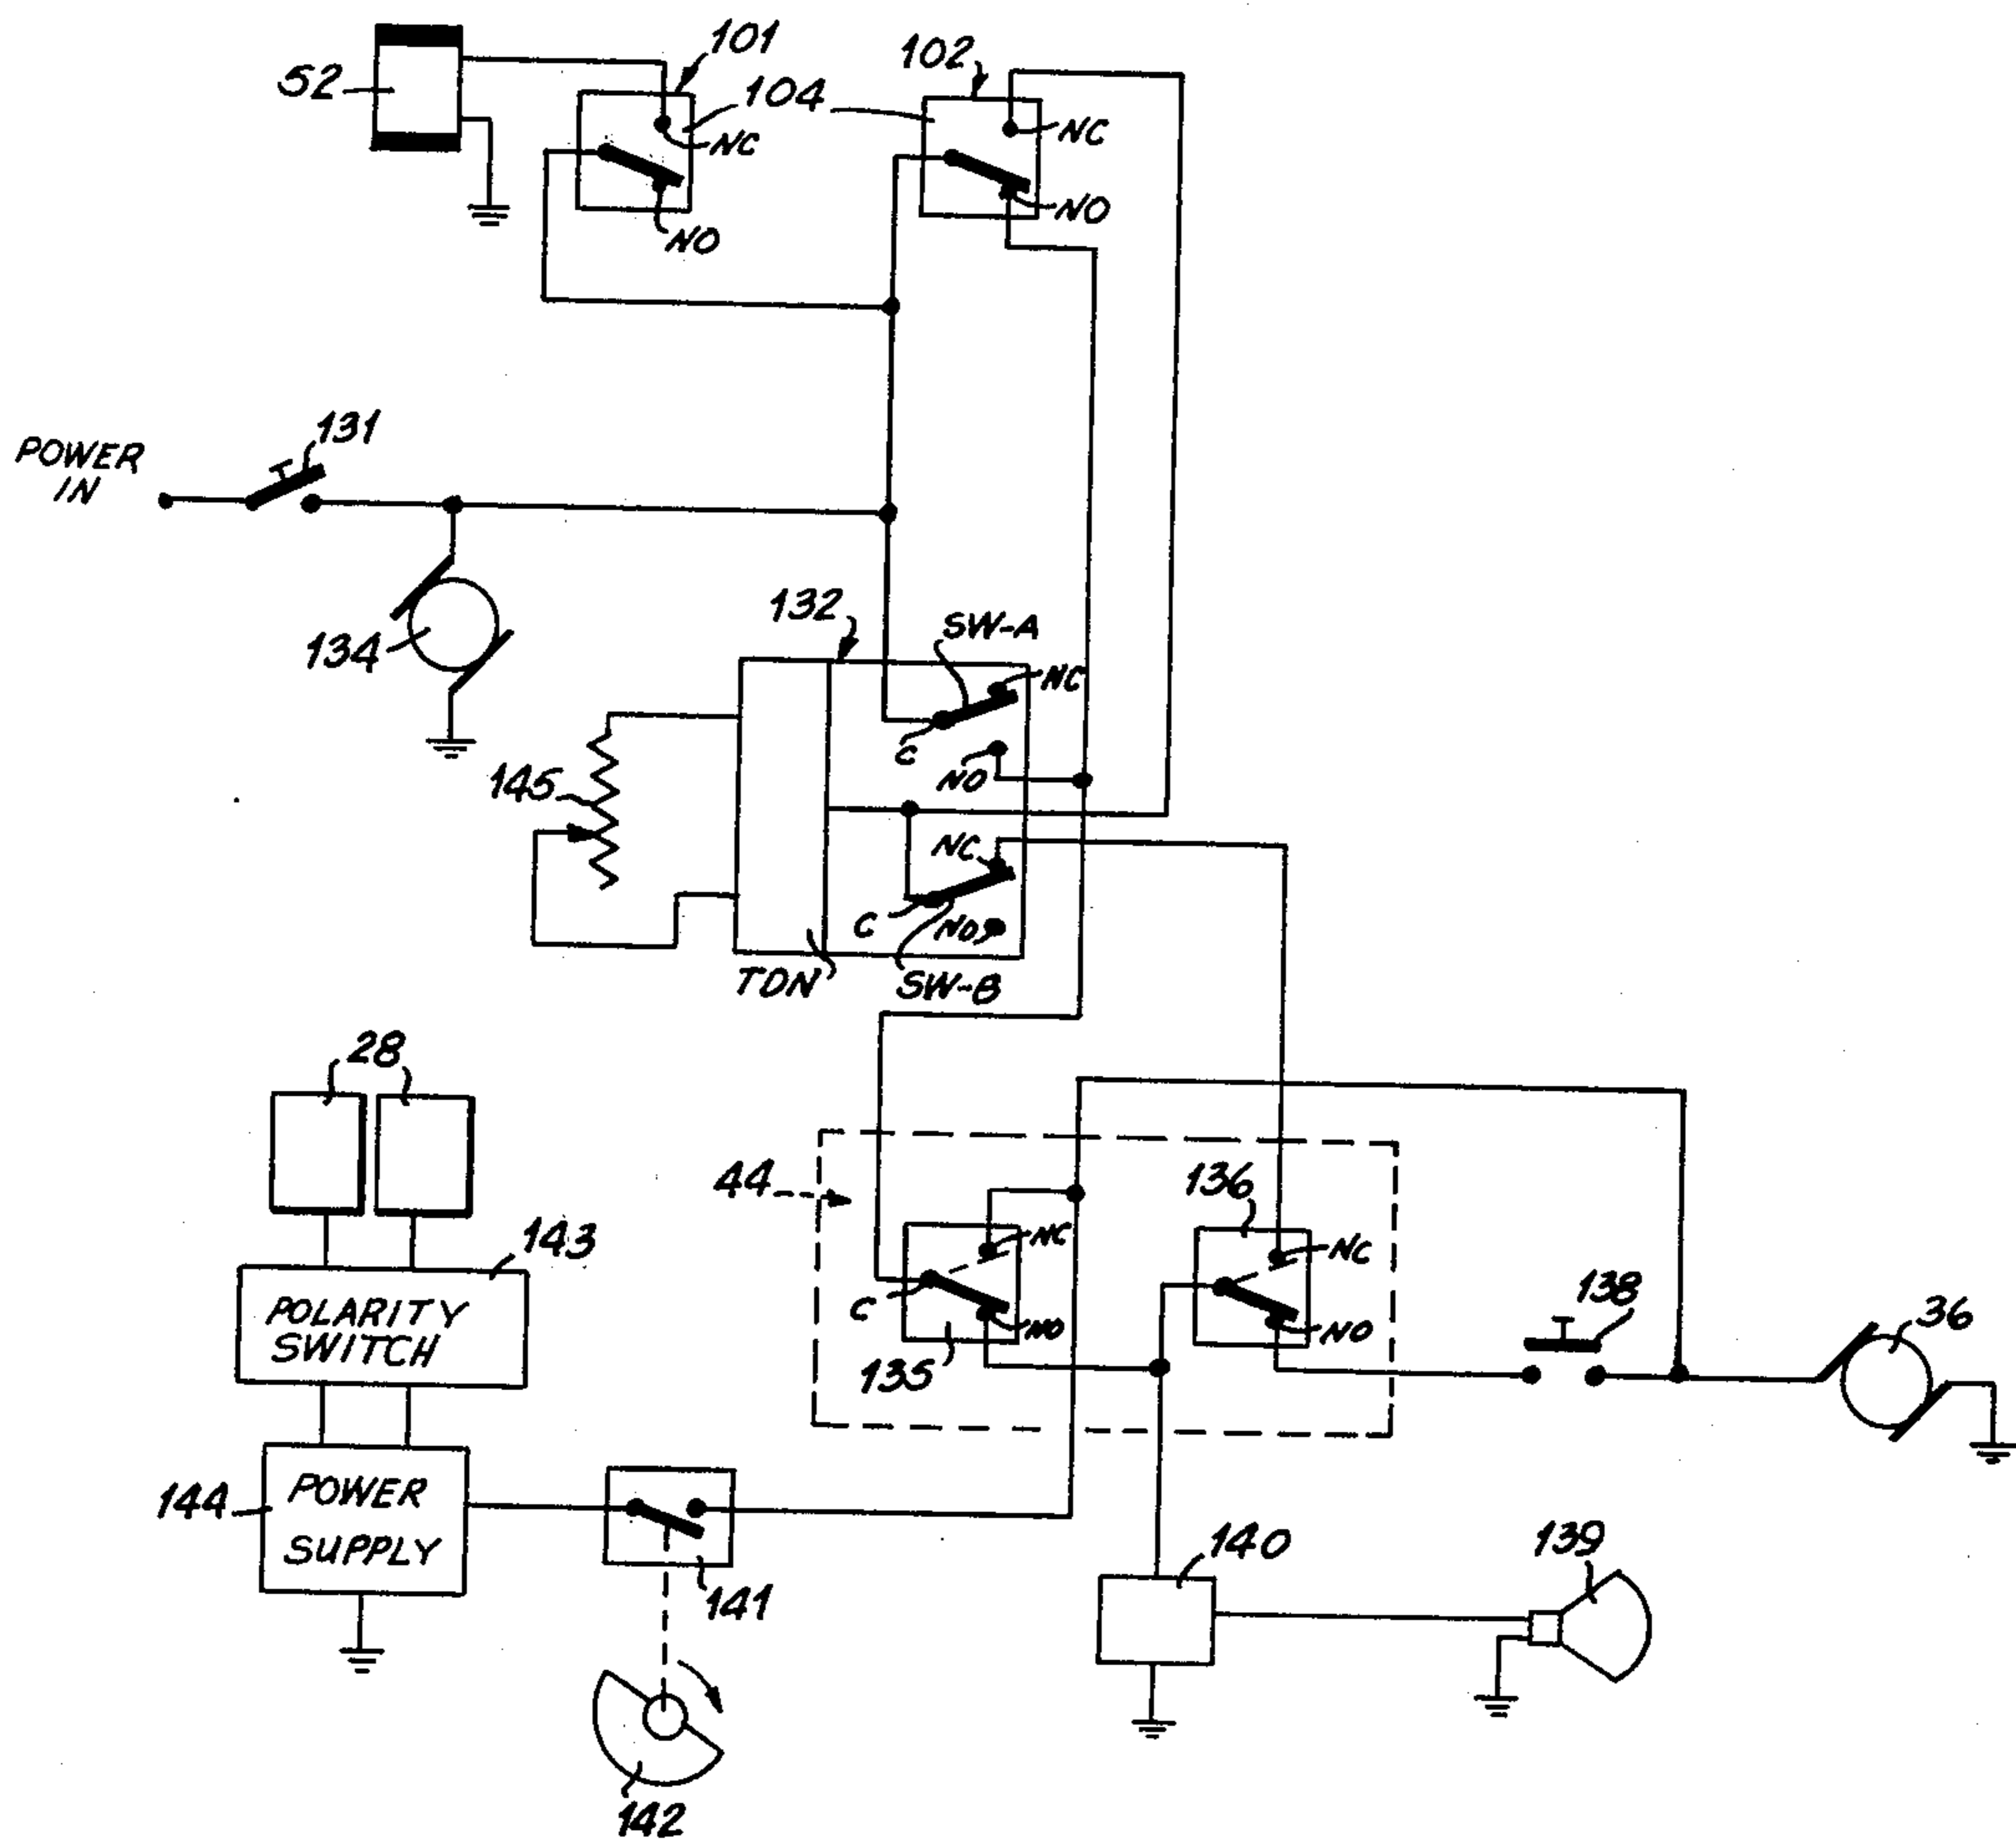 101
102
52
104
NC
NC
NO
NO
131
POWER
IN
132
SW-A
134
NC
C
NO
145
NC
C
NO
TDN
SW-B
28
44
136
143
NC
NC
138
36
C
NO
NO
POLARITY
SWITCH
135
144
POWER
SUPPLY
140
139
141
142